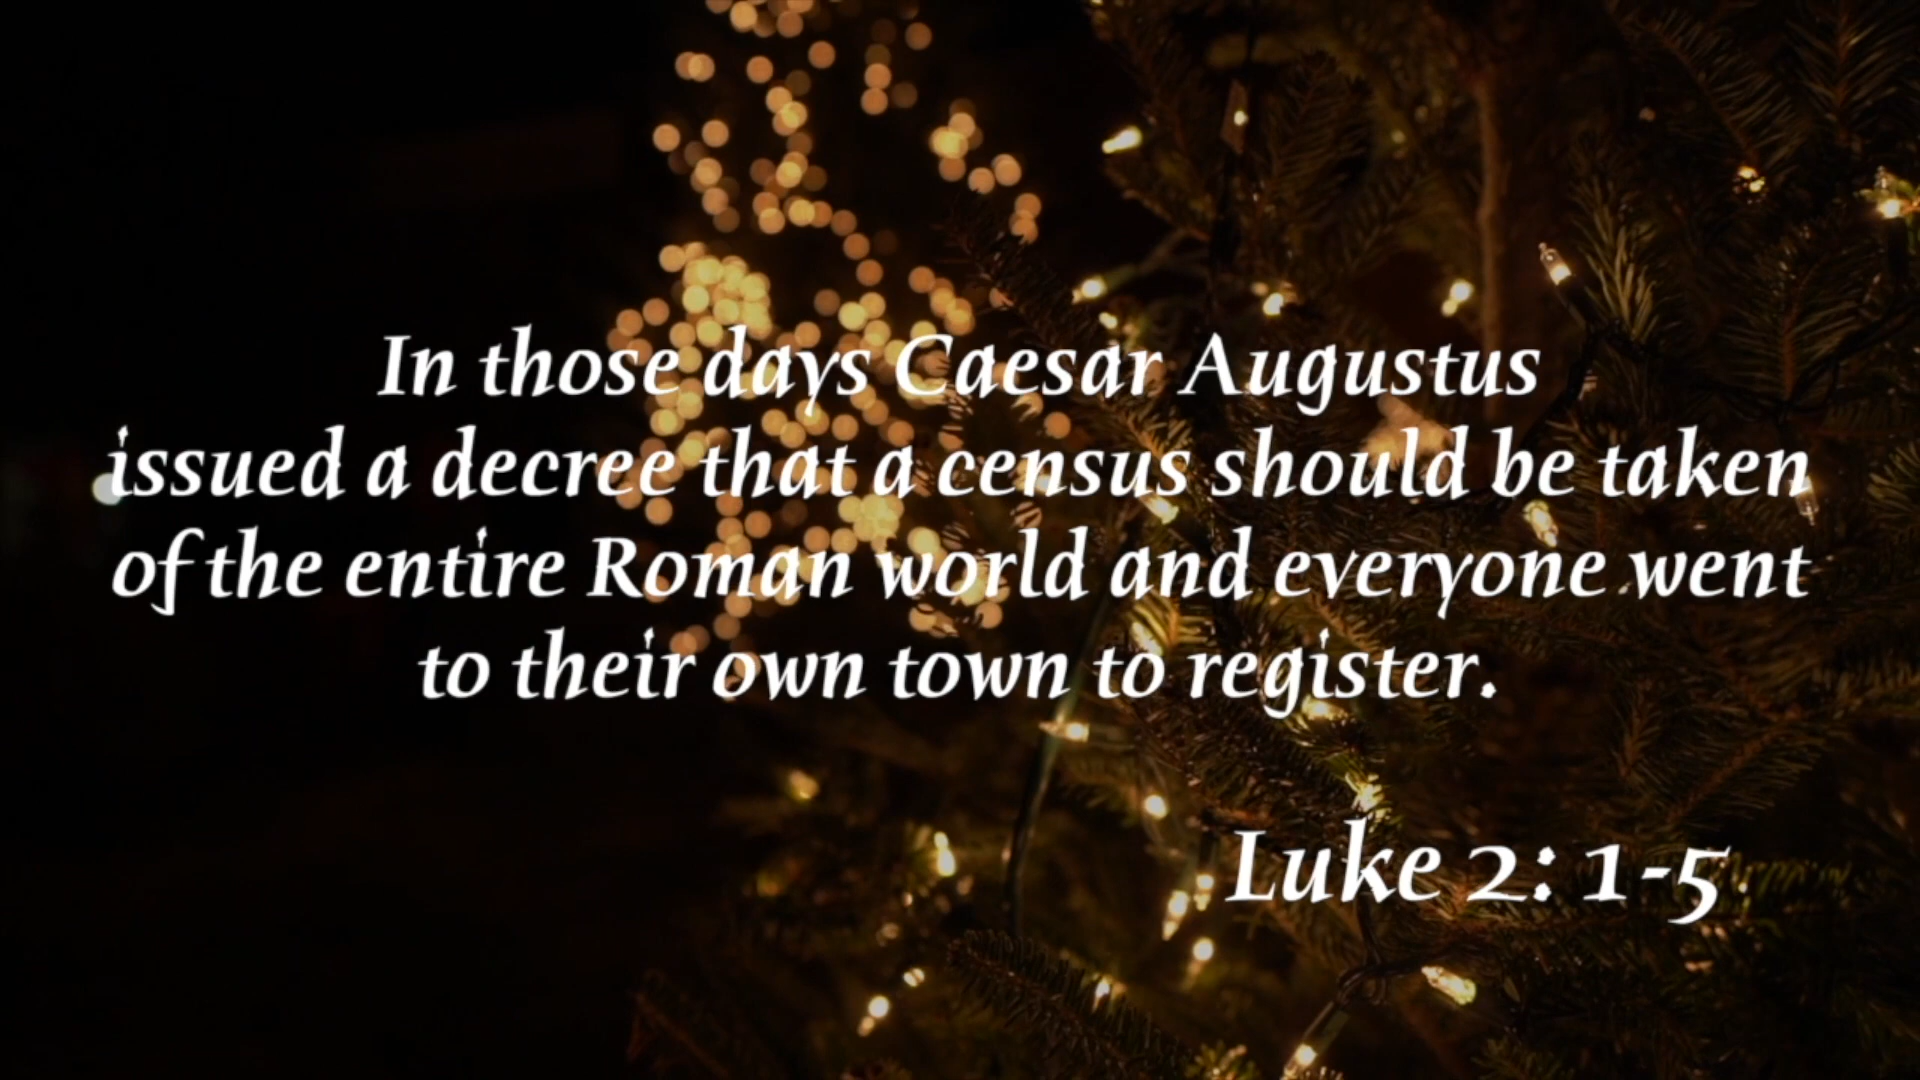 In those days Caesar Augustus
issued a decree that a census should be taken
of the entire Roman world and everyone went
to their own town to register.
Luke 2: 1-5